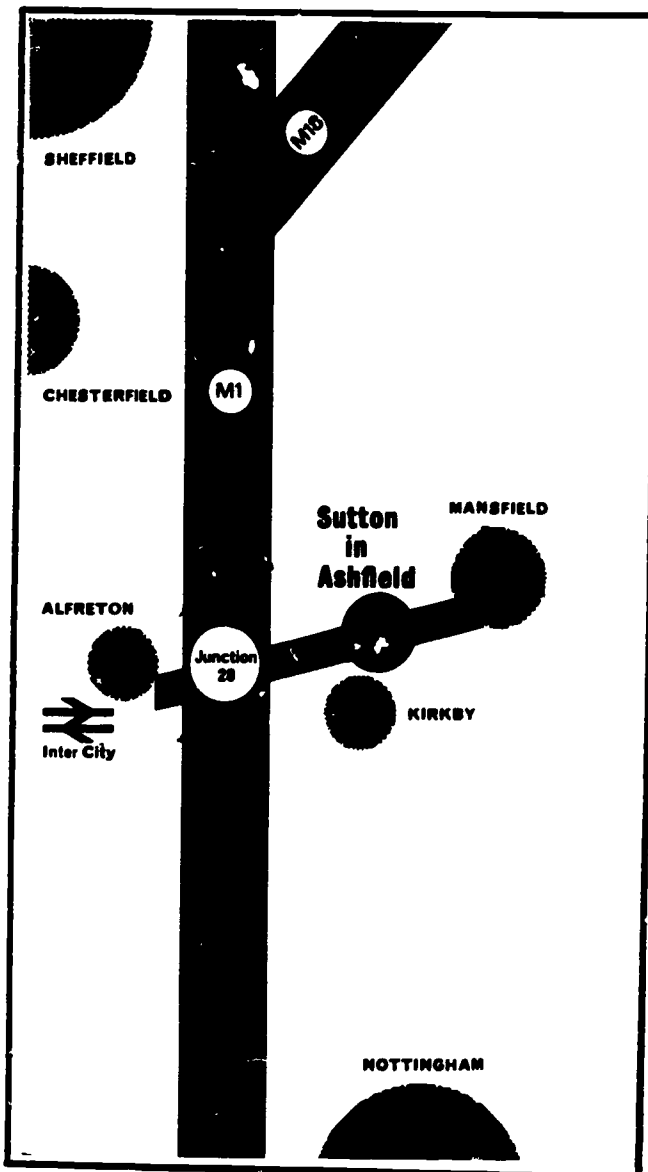 M18
SHEFFIELD
CHESTERFIELD
M1
Sutton
in
Ashfield
MANSFIELD
ALFRETON
Junction
28
KIRKBY
Inter City
NOTTINGHAM